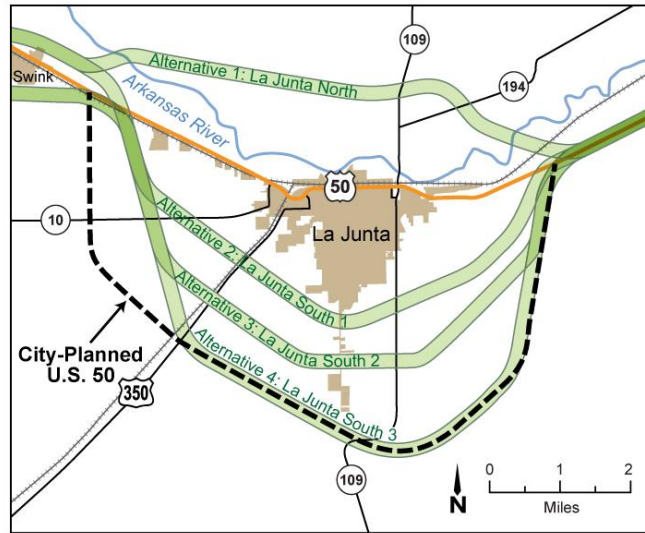 109
Alternative 1: La Junta North
Swink
194
Arkansas River
50
10
La Junta
Alternative 2: La Junta South 1
Alternative 3: La Junta South 2
City-Planned
U.S. 50
Alternative 4: La Junta South 3
350
109
N
0 1 2
Miles